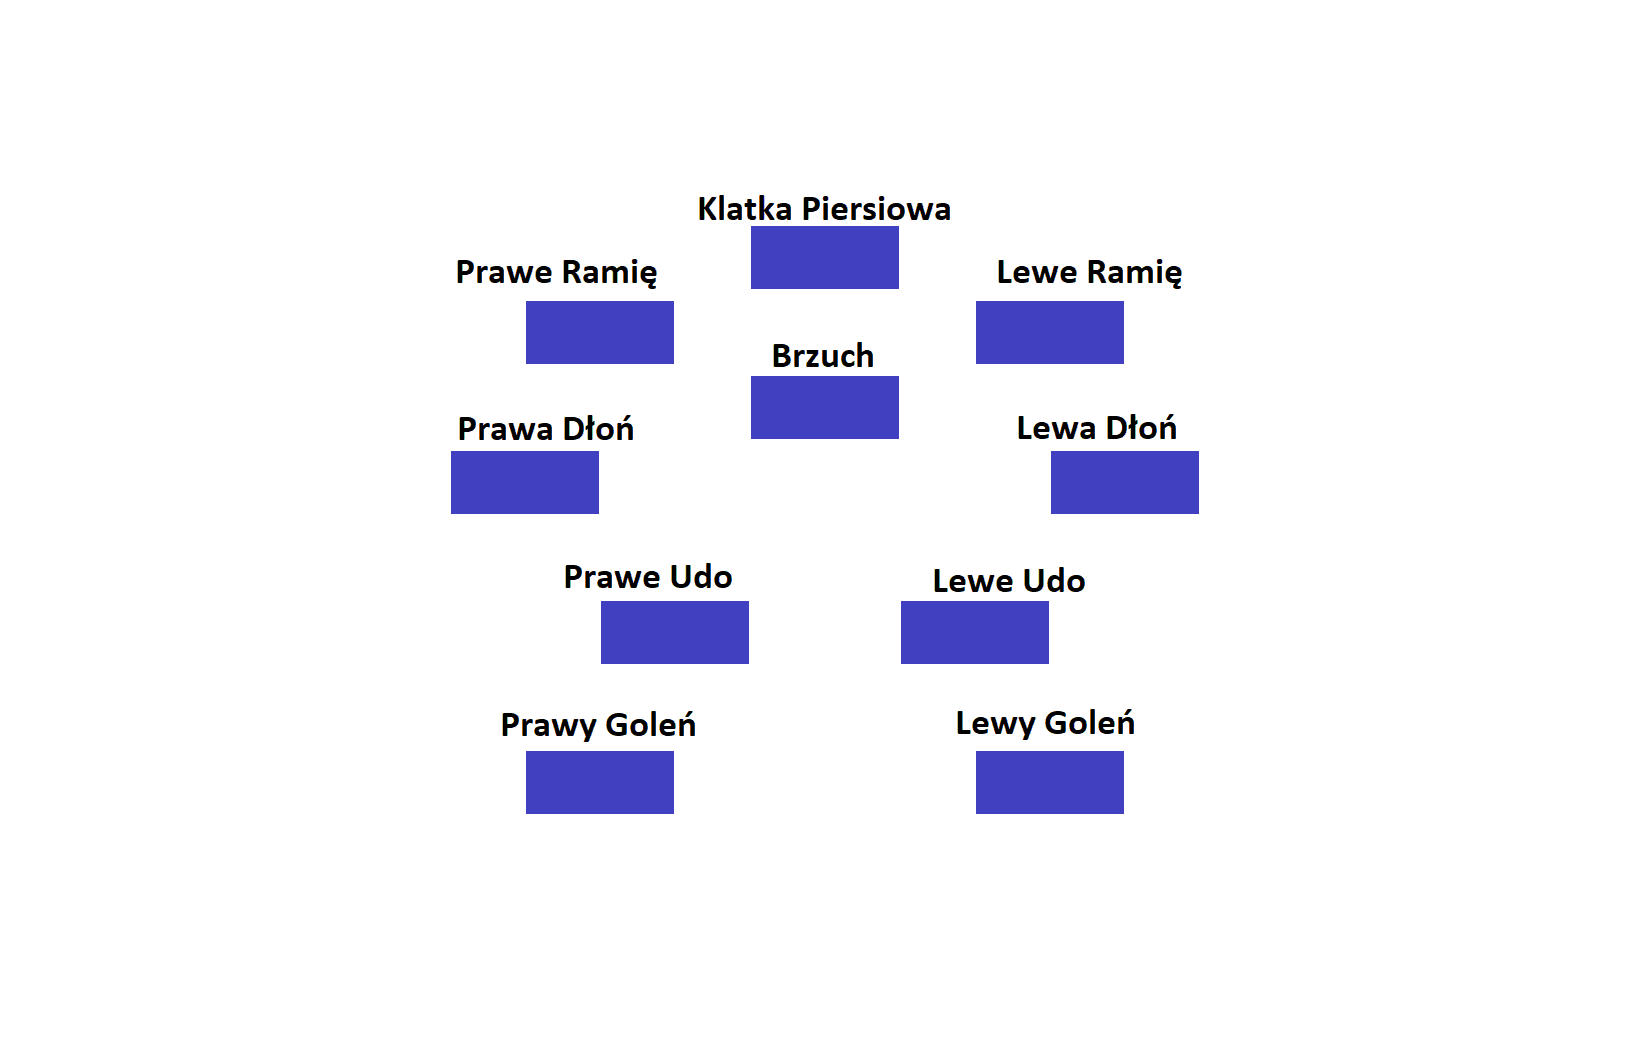 Klatka Piersiowa
Prawe Ramię
Lewe Ramię
Brzuch
Prawa Dłoń
Lewa Dłoń
Prawe Udo
Lewe Udo
Prawy Goleń
Lewy Goleń